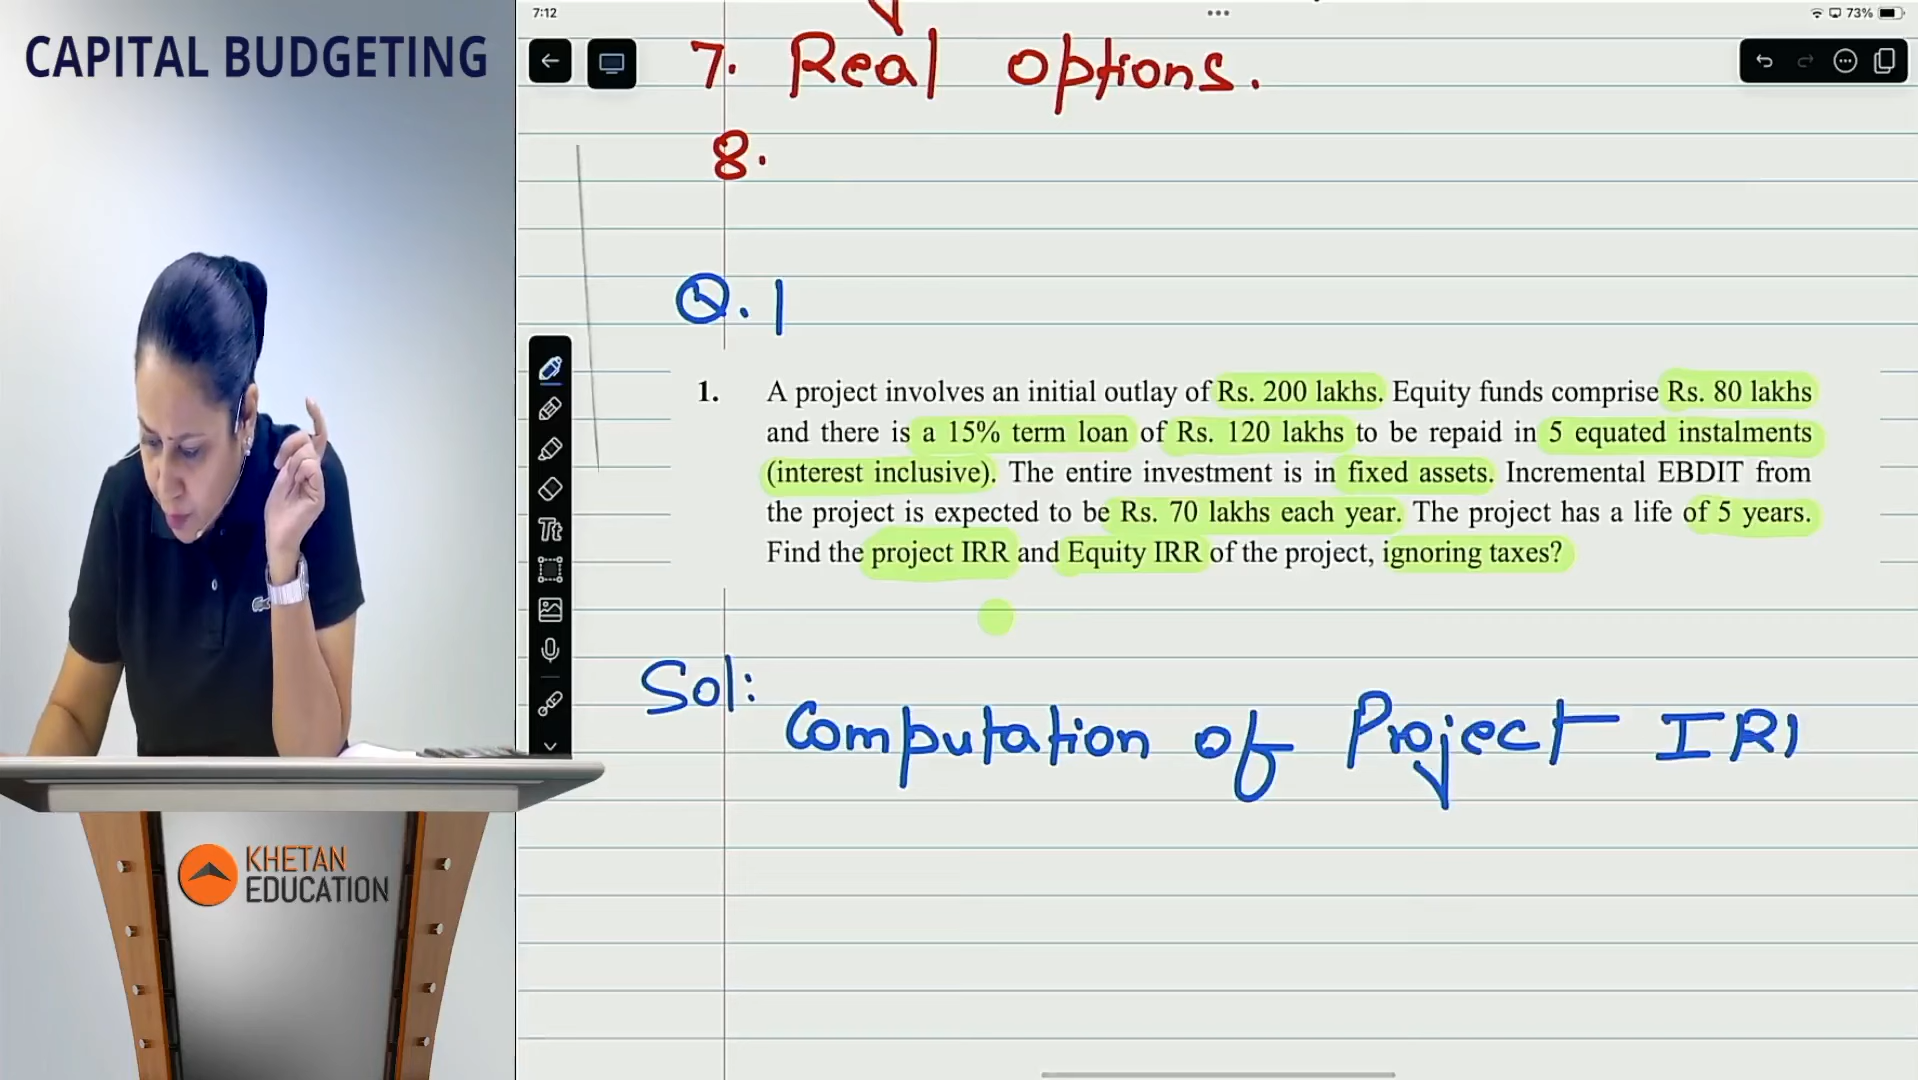 CAPITAL BUDGETING
7:12
73%
7. Real options.
8.
Q.1
1. A project involves an initial outlay of Rs. 200 lakhs. Equity funds comprise Rs. 80 lakhs
and there is a 15% term loan of Rs. 120 lakhs to be repaid in 5 equated instalments
(interest inclusive). The entire investment is in fixed assets. Incremental EBDIT from
the project is expected to be Rs. 70 lakhs each year. The project has a life of 5 years.
Find the project IRR and Equity IRR of the project, ignoring taxes?
Tt
Sol:
Computation of Project IRI
KHETAN
EDUCATION